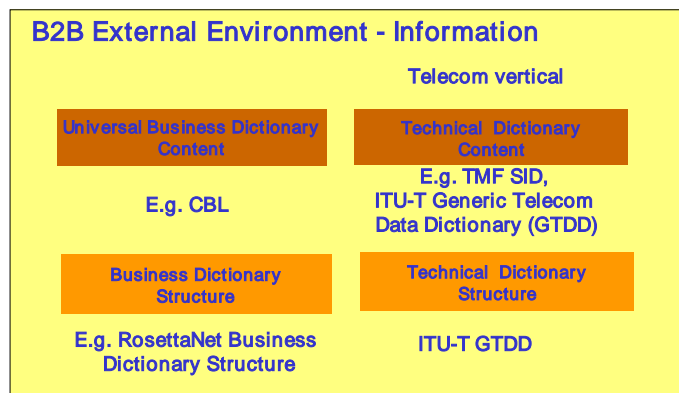 B2B External Environment - Information
Telecom vertical
Universal Business Dictionary
Content
Technical Dictionary
Content
E.g. CBL
E.g. TMF SID,
ITU-T Generic Telecom
Data Dictionary (GTDD)
Business Dictionary
Structure
Technical Dictionary
Structure
E.g. RosettaNet Business
Dictionary Structure
ITU-T GTDD